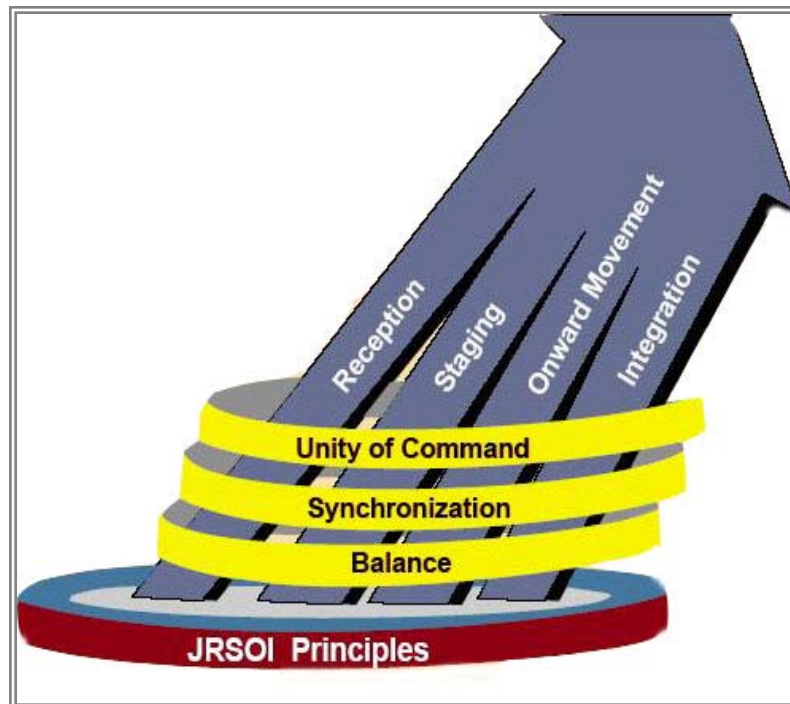 Reception
Staging
Onward Movement
Integration
Unity of Command
Synchronization
Balance
JRSOI Principles